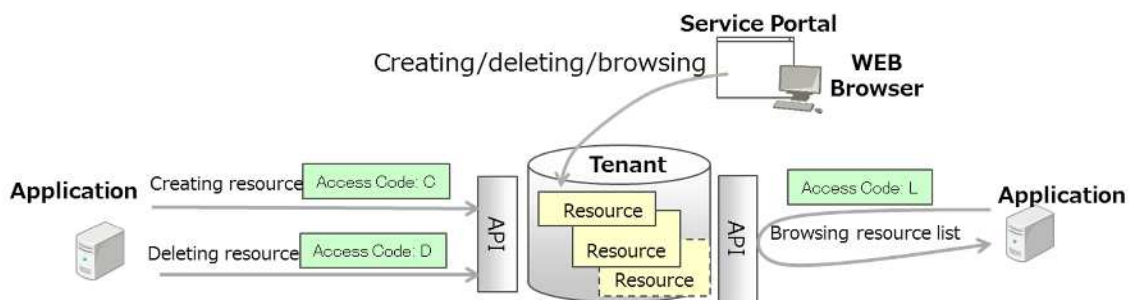 Service Portal
Creating/deleting/browsing
WEB
Browser
Tenant
Application
Creating resource
Access Code: C
Deleting resource
Access Code: D
API
Resource
Resource
Resource
API
Access Code: L
Browsing resource list
Application